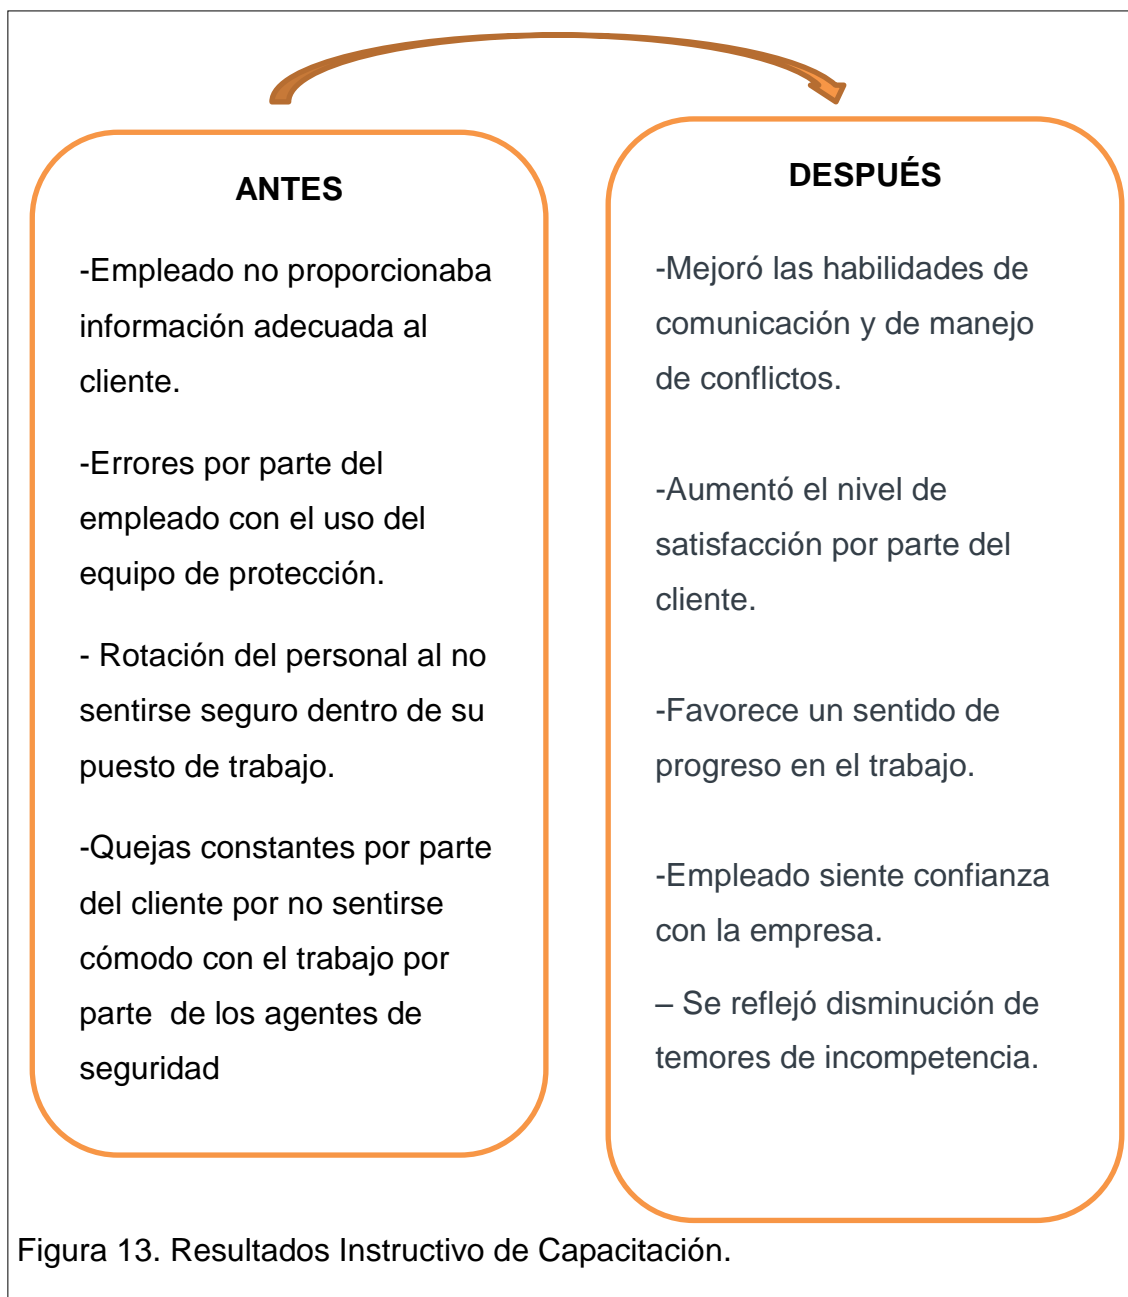 ANTES
-Empleado no proporcionaba
información adecuada al
cliente.
-Errores por parte del
empleado con el uso del
equipo de protección.
- Rotación del personal al no
sentirse seguro dentro de su
puesto de trabajo.
-Quejas constantes por parte
del cliente por no sentirse
cómodo con el trabajo por
parte  de los agentes de
seguridad
DESPUÉS
-Mejoró las habilidades de
comunicación y de manejo
de conflictos.
-Aumentó el nivel de
satisfacción por parte del
cliente.
-Favorece un sentido de
progreso en el trabajo.
-Empleado siente confianza
con la empresa.
– Se reflejó disminución de
temores de incompetencia.
Figura 13. Resultados Instructivo de Capacitación.